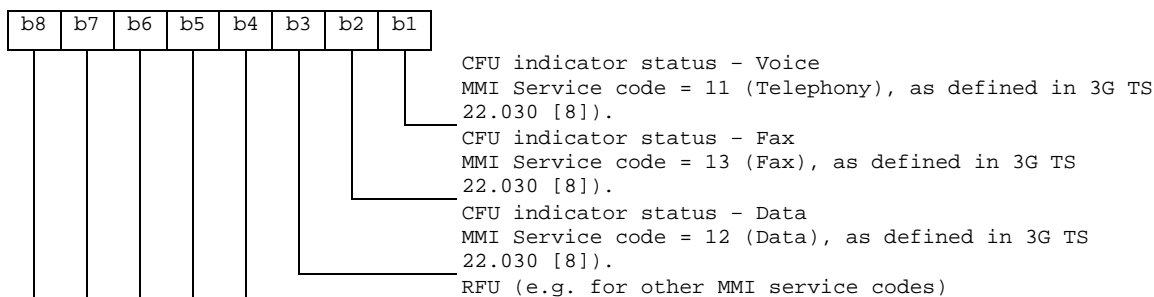 b8 b7 b6 b5 b4 b3 b2 b1
CFU indicator status – Voice
MMI Service code = 11 (Telephony), as defined in 3G TS
22.030 [8]).
CFU indicator status – Fax
MMI Service code = 13 (Fax), as defined in 3G TS
22.030 [8]).
CFU indicator status – Data
MMI Service code = 12 (Data), as defined in 3G TS
22.030 [8]).
RFU (e.g. for other MMI service codes)